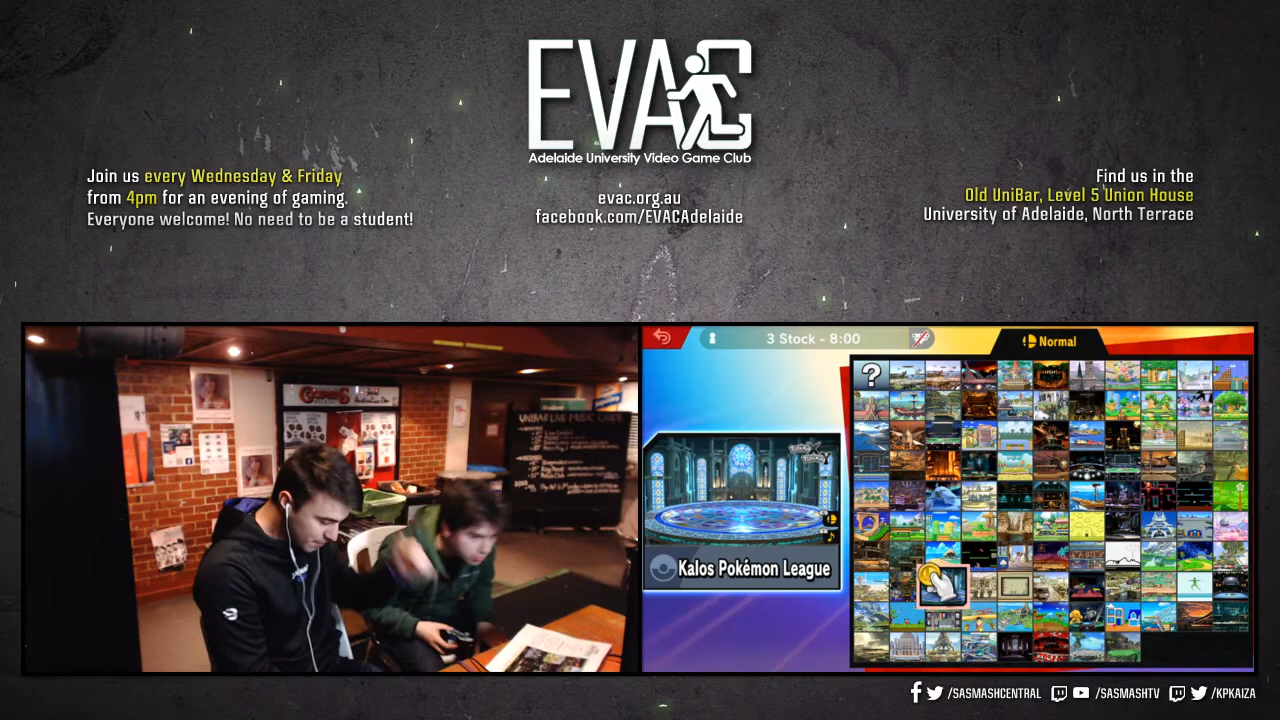 EVAC
Adelaide University Video Game Club
evac.org.au
facebook.com/EVACAdelaide
Join us every Wednesday & Friday
from 4pm for an evening of gaming.
Everyone welcome! No need to be a student!
Find us in the
Old UniBar, Level 5 Union House
University of Adelaide, North Terrace
UNIBAR LIVE MUSIC
3 Stock - 8:00
Normal
?
Kalos Pokémon League
/SASMASHCENTRAL
/SASMASHTV
/KPKAIZA